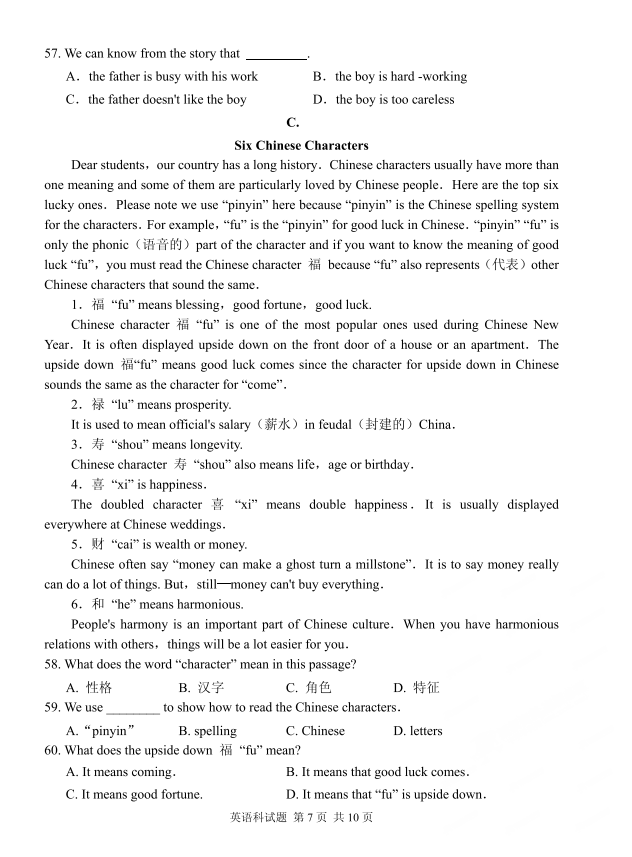 57. We can know from the story that _________.
A．the father is busy with his work B．the boy is hard -working
C．the father doesn't like the boy D．the boy is too careless
C.
Six Chinese Characters
Dear students，our country has a long history．Chinese characters usually have more than
one meaning and some of them are particularly loved by Chinese people．Here are the top six
lucky ones．Please note we use “pinyin” here because “pinyin” is the Chinese spelling system
for the characters．For example，“fu” is the “pinyin” for good luck in Chinese．“pinyin” “fu” is
only the phonic（语音的）part of the character and if you want to know the meaning of good
luck “fu”，you must read the Chinese character 福 because “fu” also represents（代表）other
Chinese characters that sound the same．
1．福 “fu” means blessing，good fortune，good luck.
Chinese character 福 “fu” is one of the most popular ones used during Chinese New
Year．It is often displayed upside down on the front door of a house or an apartment．The
upside down 福“fu” means good luck comes since the character for upside down in Chinese
sounds the same as the character for “come”．
2．禄 “lu” means prosperity.
It is used to mean official's salary（薪水）in feudal（封建的）China．
3．寿 “shou” means longevity.
Chinese character 寿 “shou” also means life，age or birthday．
4．喜 “xi” is happiness．
The doubled character 喜 “xi” means double happiness．It is usually displayed
everywhere at Chinese weddings．
5．财 “cai” is wealth or money.
Chinese often say “money can make a ghost turn a millstone”．It is to say money really
can do a lot of things. But，still—money can't buy everything．
6．和 “he” means harmonious.
People's harmony is an important part of Chinese culture．When you have harmonious
relations with others，things will be a lot easier for you．
58. What does the word “character” mean in this passage?
A. 性格 B. 汉字 C. 角色 D. 特征
59. We use ________ to show how to read the Chinese characters．
A.“pinyin” B. spelling C. Chinese D. letters
60. What does the upside down 福 “fu” mean?
A. It means coming． B. It means that good luck comes．
C. It means good fortune. D. It means that “fu” is upside down．
英语科试题 第 7 页 共 10 页